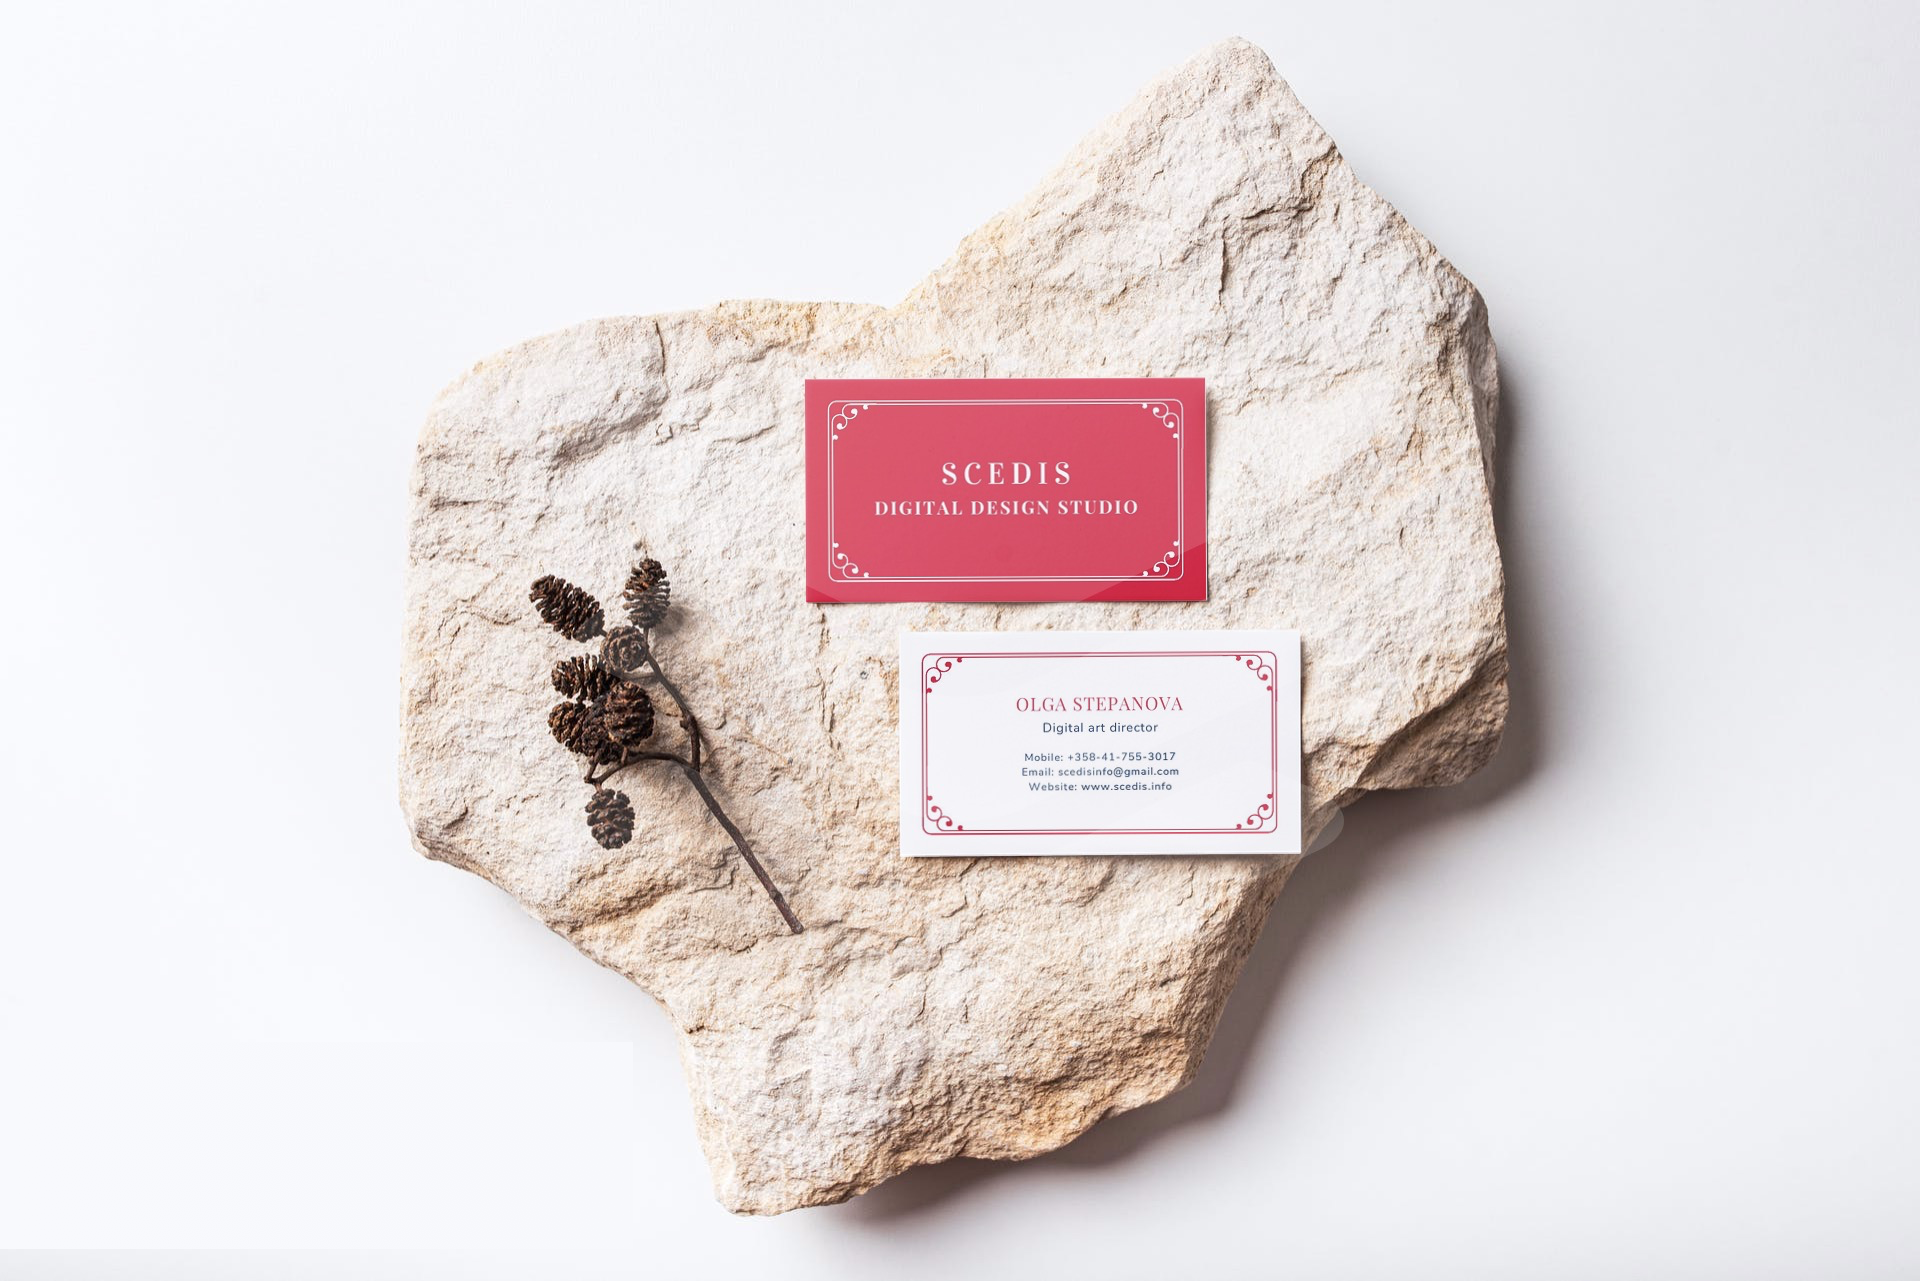 SCEDIS
DIGITAL DESIGN STUDIO
OLGA STEPANOVA
Digital art director
Mobile: +358-41-755-3017
Email: scedisinfo@gmail.com
Website: www.scedis.info